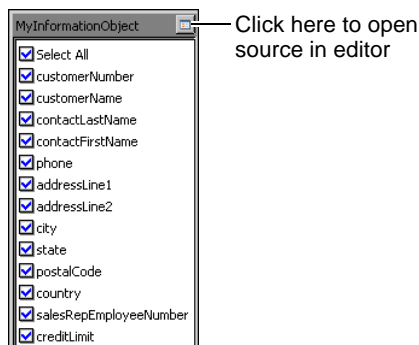 MyInformationObject
Click here to open
source in editor
Select All
customerNumber
customerName
contactLastName
contactFirstName
phone
addressLine1
addressLine2
city
state
postalCode
country
salesRepEmployeeNumber
creditLimit